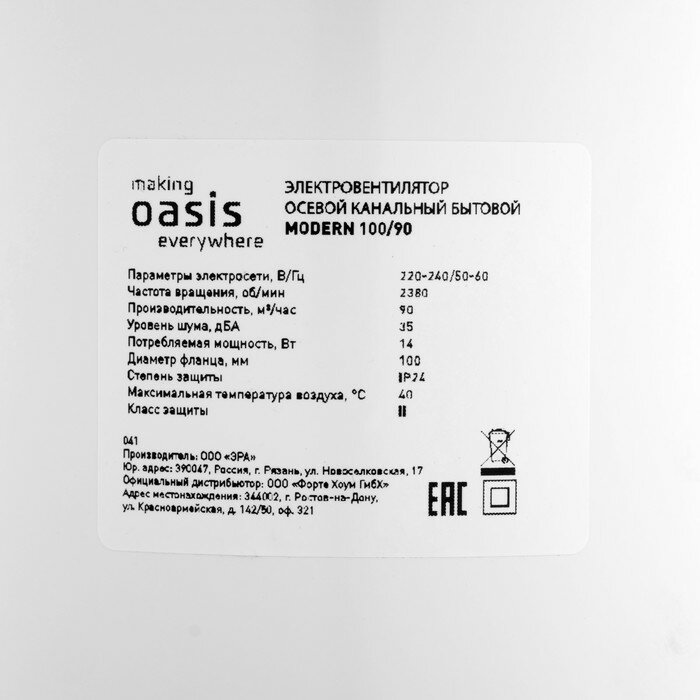 making
oasis
everywhere
ЭЛЕКТРОВЕНТИЛЯТОР
ОСЕВОЙ КАНАЛЬНЫЙ БЫТОВОЙ
MODERN 100/90
Параметры электросети, В/Гц 220-240/50-60
Частота вращения, об/мин 2380
Производительность, м³/час 90
Уровень шума, дБА 35
Потребляемая мощность, Вт 14
Диаметр фланца, мм 100
Степень защиты IP24
Максимальная температура воздуха, °C 40
Класс защиты II
041
Производитель: ООО «ЭРА»
Юр. адрес: 390047, Россия, г. Рязань, ул. Новоселковская, 17
Официальный дистрибьютор: ООО «Форте Хоум ГмбХ»
Адрес местонахождения: 344002, г. Ростов-на-Дону,
ул. Красноармейская, д. 142/50, оф. 321
EAC